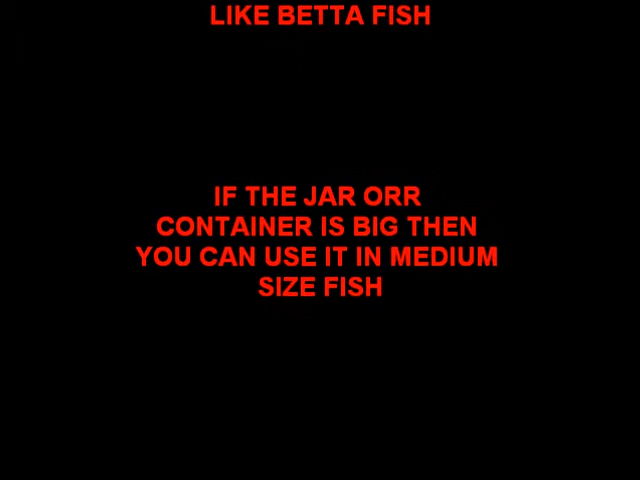 LIKE BETTA FISH
IF THE JAR ORR
CONTAINER IS BIG THEN
YOU CAN USE IT IN MEDIUM
SIZE FISH